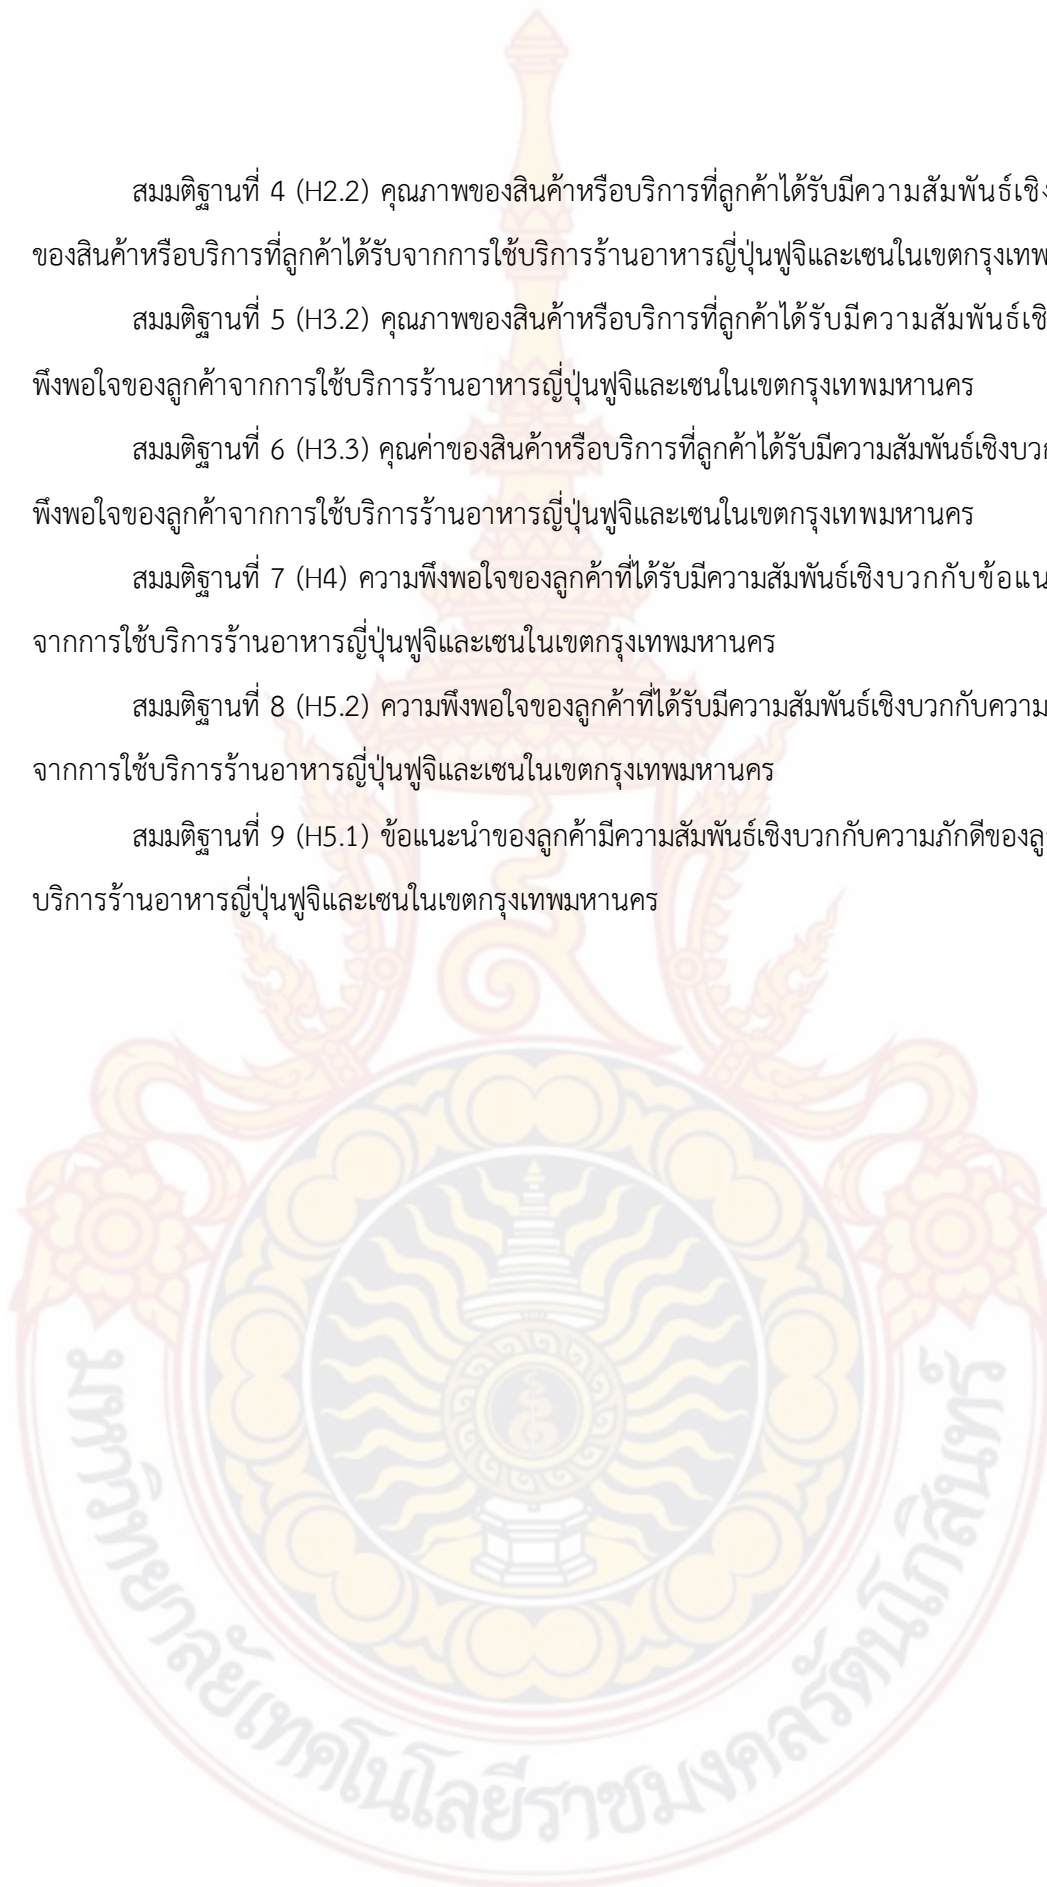 สมมติฐานที่ 4 (H2.2) คุณภาพของสินค้าหรือบริการที่ลูกค้าได้รับมีความสัมพันธ์เชิง
ของสินค้าหรือบริการที่ลูกค้าได้รับจากการใช้บริการร้านอาหารญี่ปุ่นฟูจิและเซนในเขตกรุงเทพ
สมมติฐานที่ 5 (H3.2) คุณภาพของสินค้าหรือบริการที่ลูกค้าได้รับมีความสัมพันธ์เชิ
พึงพอใจของลูกค้าจากการใช้บริการร้านอาหารญี่ปุ่นฟูจิและเซนในเขตกรุงเทพมหานคร
สมมติฐานที่ 6 (H3.3) คุณค่าของสินค้าหรือบริการที่ลูกค้าได้รับมีความสัมพันธ์เชิงบวก
พึงพอใจของลูกค้าจากการใช้บริการร้านอาหารญี่ปุ่นฟูจิและเซนในเขตกรุงเทพมหานคร
สมมติฐานที่ 7 (H4) ความพึงพอใจของลูกค้าที่ได้รับมีความสัมพันธ์เชิงบวกกับข้อแน
จากการใช้บริการร้านอาหารญี่ปุ่นฟูจิและเซนในเขตกรุงเทพมหานคร
สมมติฐานที่ 8 (H5.2) ความพึงพอใจของลูกค้าที่ได้รับมีความสัมพันธ์เชิงบวกกับความ
จากการใช้บริการร้านอาหารญี่ปุ่นฟูจิและเซนในเขตกรุงเทพมหานคร
สมมติฐานที่ 9 (H5.1) ข้อแนะนำของลูกค้ามีความสัมพันธ์เชิงบวกกับความภักดีของลู
บริการร้านอาหารญี่ปุ่นฟูจิและเซนในเขตกรุงเทพมหานคร
มหาวิทยาลัยเทคโนโลยีราชมงคลรัตนโกสินทร์